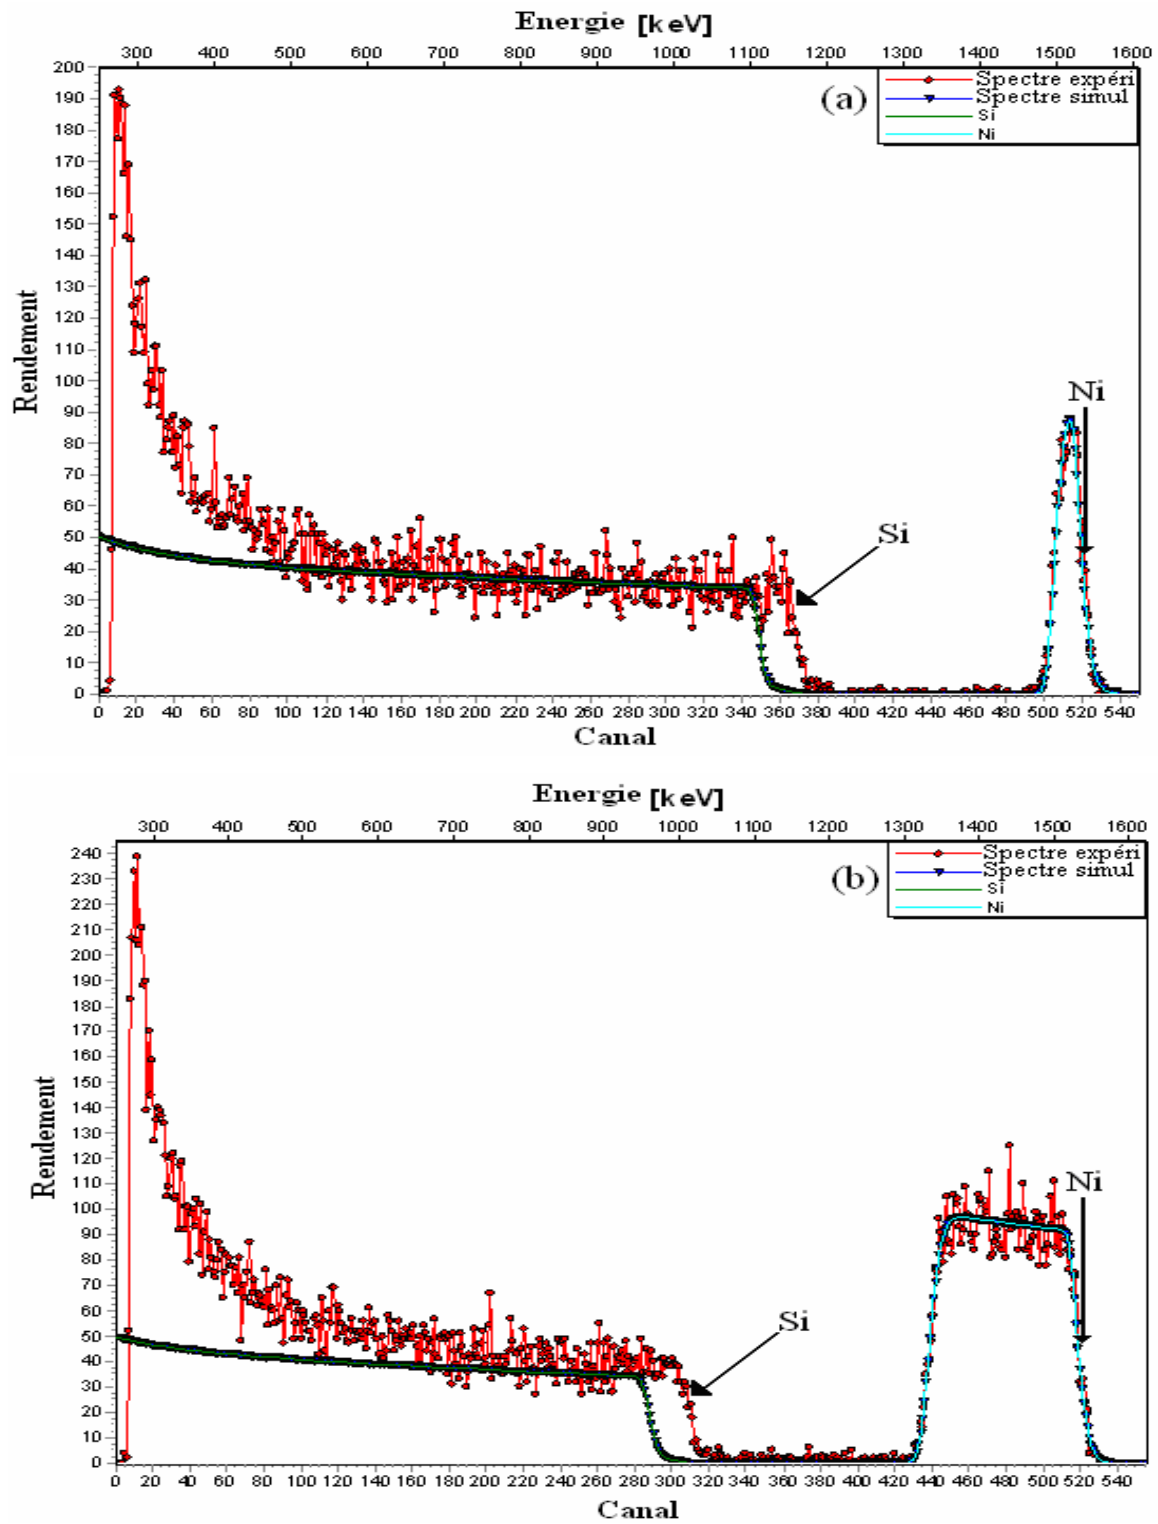 Energie [keV]
300 400 500 600 700 800 900 1000 1100 1200 1300 1400 1500 1600
200
190
180
170
160
150
140
130
120
110
100
90
80
70
60
50
40
30
20
10
0
Rendement
(a)
Spectre expéri
Spectre simul
Si
Ni
Ni
Si
0 20 40 60 80 100 120 140 160 180 200 220 240 260 280 300 320 340 360 380 400 420 440 460 480 500 520 540
Canal
Energie [keV]
300 400 500 600 700 800 900 1000 1100 1200 1300 1400 1500 1600
240
230
220
210
200
190
180
170
160
150
140
130
120
110
100
90
80
70
60
50
40
30
20
10
0
Rendement
(b)
Spectre expéri
Spectre simul
Si
Ni
Ni
Si
0 20 40 60 80 100 120 140 160 180 200 220 240 260 280 300 320 340 360 380 400 420 440 460 480 500 520 540
Canal